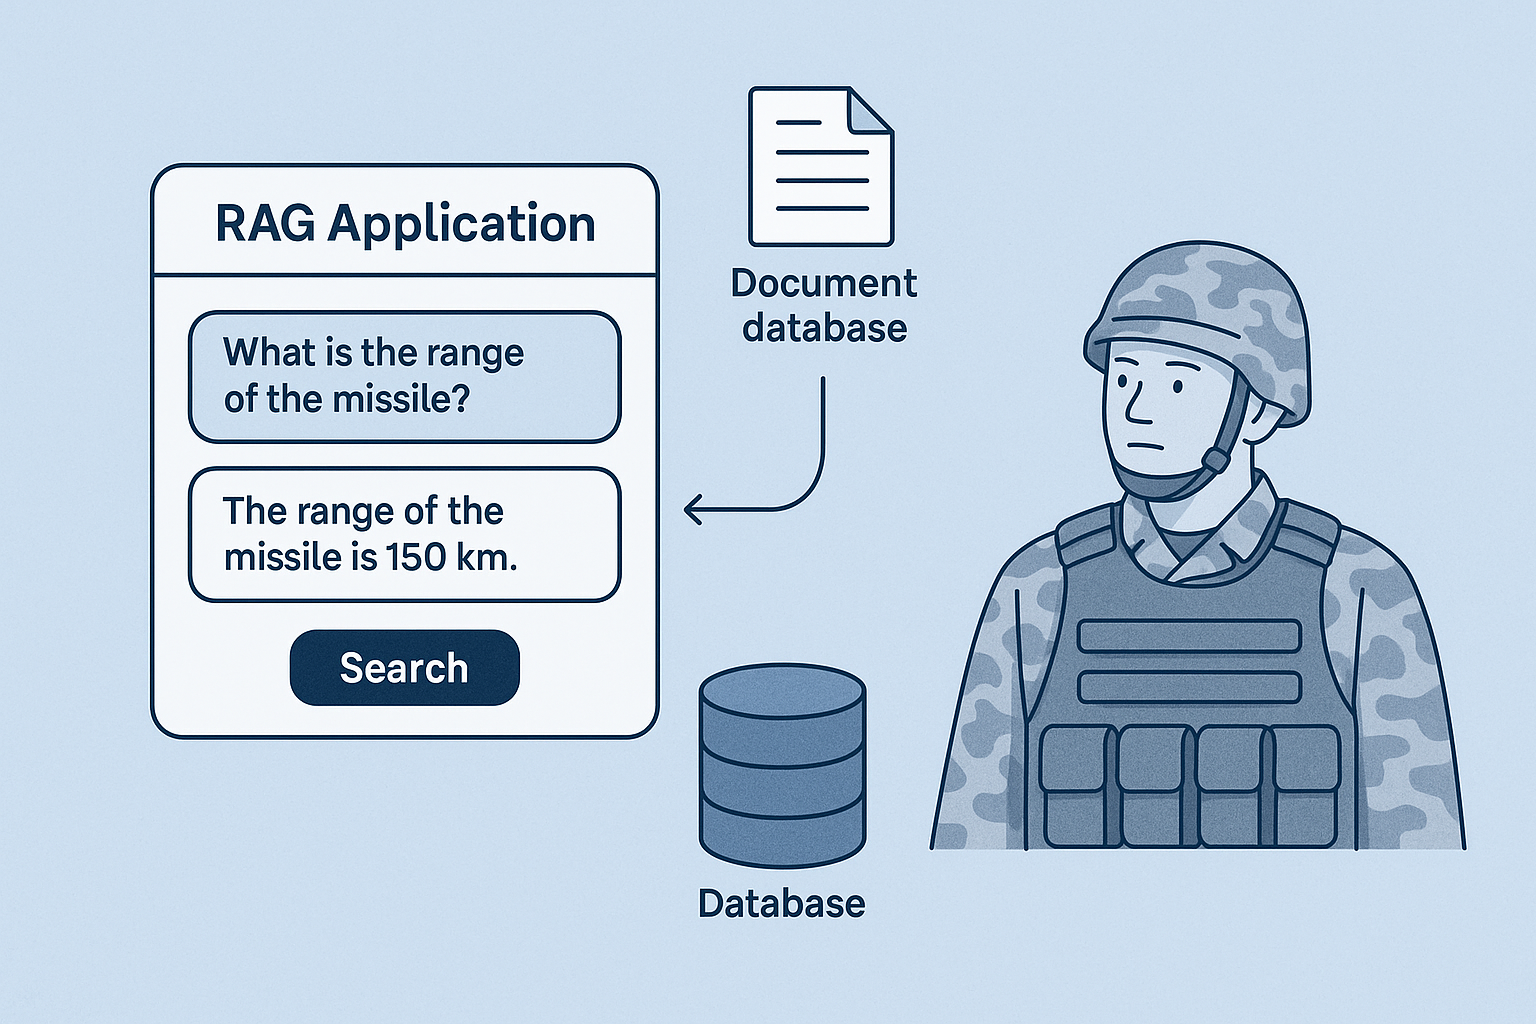 RAG Application
What is the range
of the missile?
The range of the
missile is 150 km.
Search
Document
database
Database